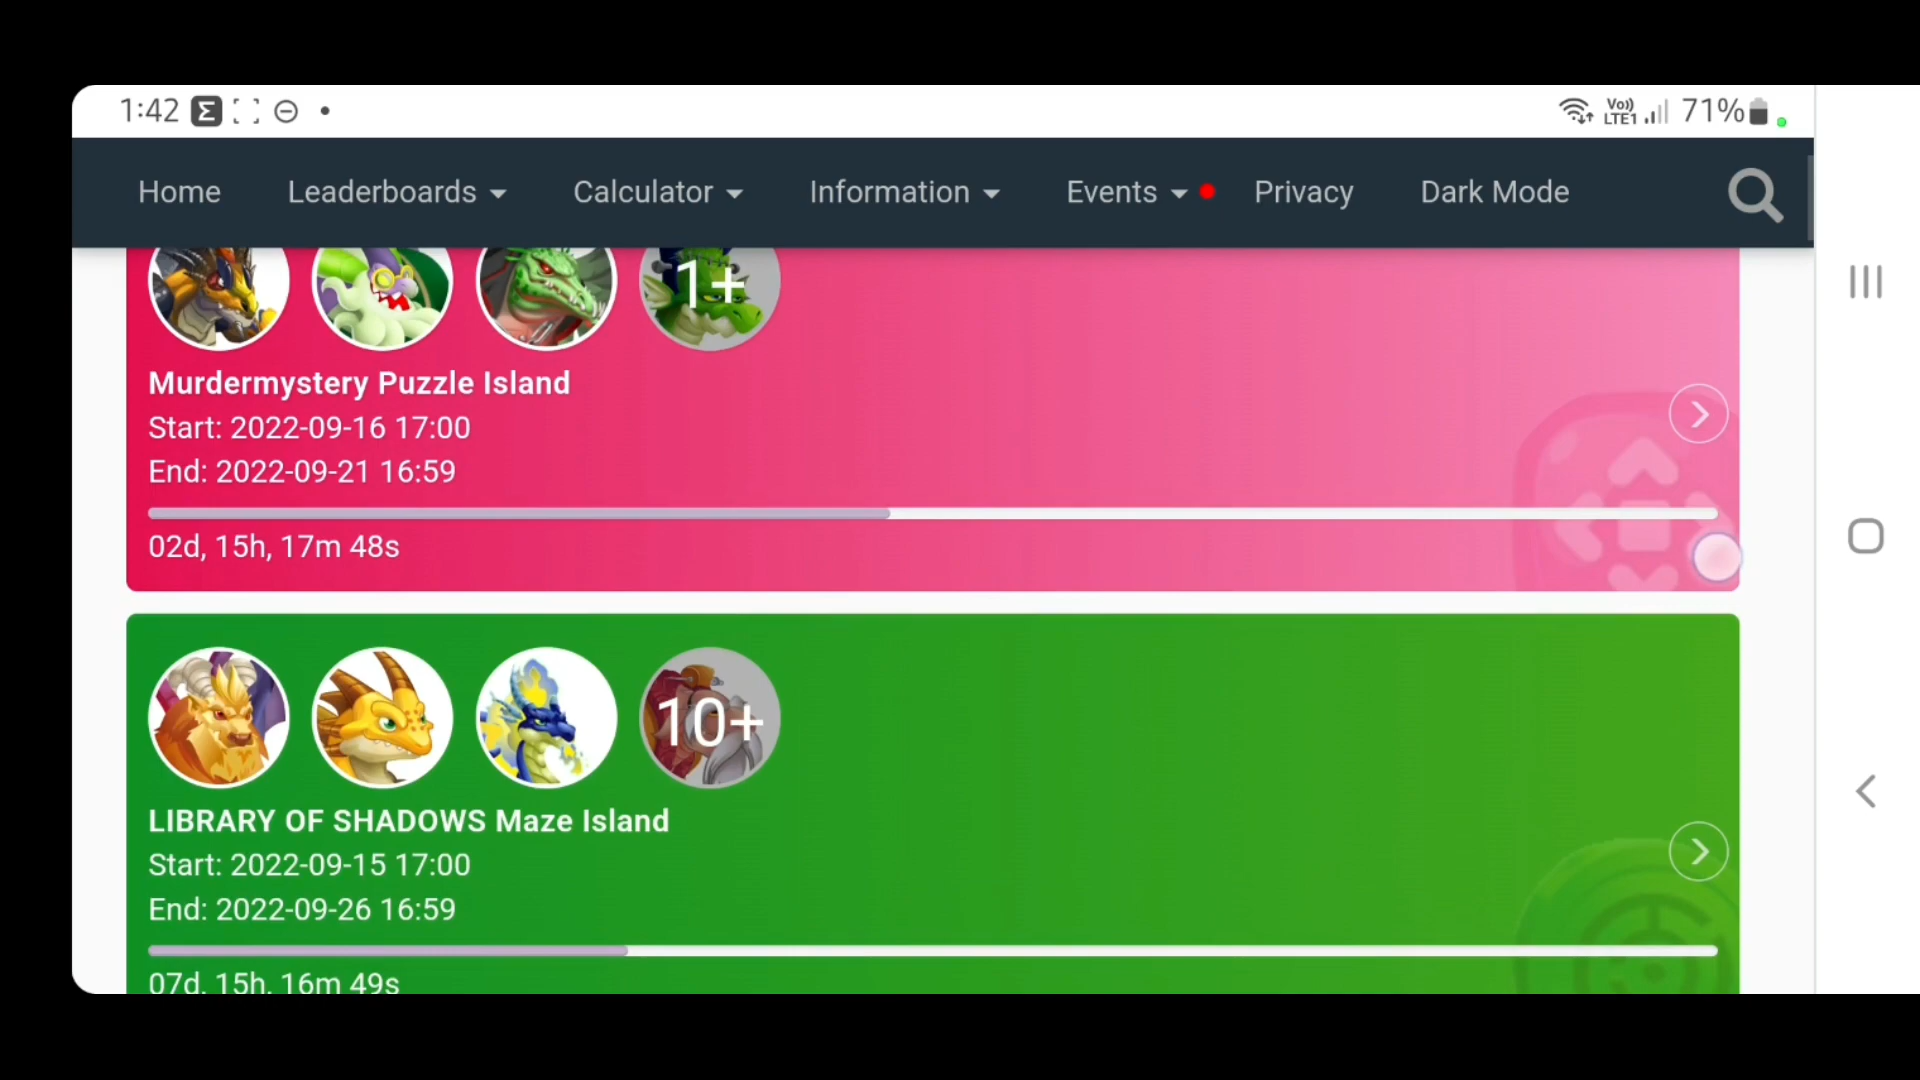 1:42
Vo)) LTE1 71%
Home Leaderboards Calculator Information Events Privacy Dark Mode
1+
Murdermystery Puzzle Island
Start: 2022-09-16 17:00
End: 2022-09-21 16:59
02d, 15h, 17m 48s
10+
LIBRARY OF SHADOWS Maze Island
Start: 2022-09-15 17:00
End: 2022-09-26 16:59
07d, 15h, 16m 49s